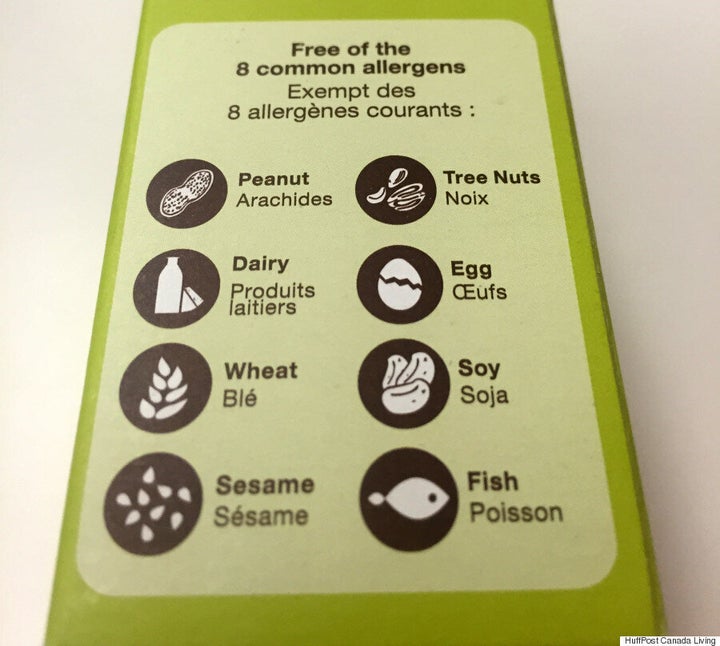 Free of the
8 common allergens
Exempt des
8 allergènes courants :
Peanut
Arachides
Tree Nuts
Noix
Dairy
Produits
laitiers
Egg
Œufs
Wheat
Blé
Soy
Soja
Sesame
Sésame
Fish
Poisson
HuffPost Canada Living